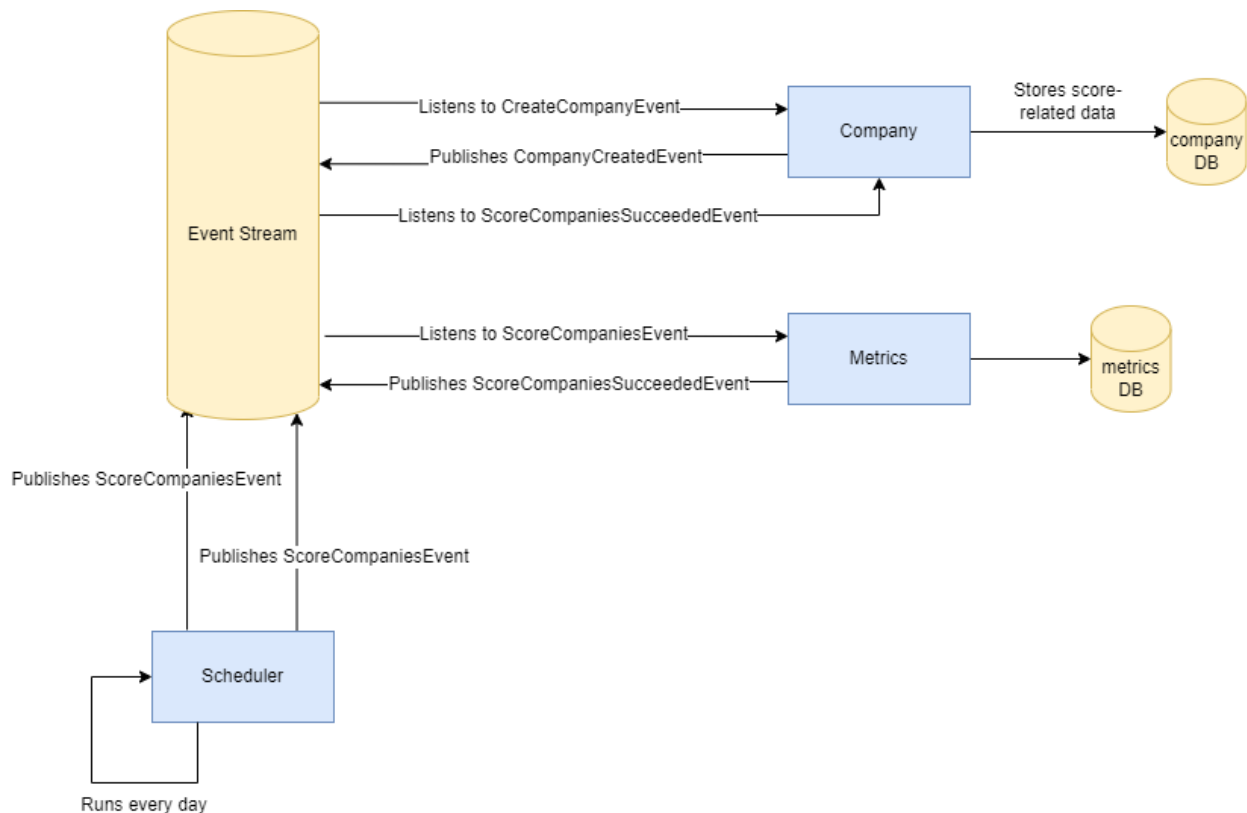 Listens to CreateCompanyEvent
Stores score-
related data
Company
company
DB
Publishes CompanyCreatedEvent
Listens to ScoreCompaniesSucceededEvent
Event Stream
Listens to ScoreCompaniesEvent
Metrics
metrics
DB
Publishes ScoreCompaniesSucceededEvent
Publishes ScoreCompaniesEvent
Publishes ScoreCompaniesEvent
Scheduler
Runs every day